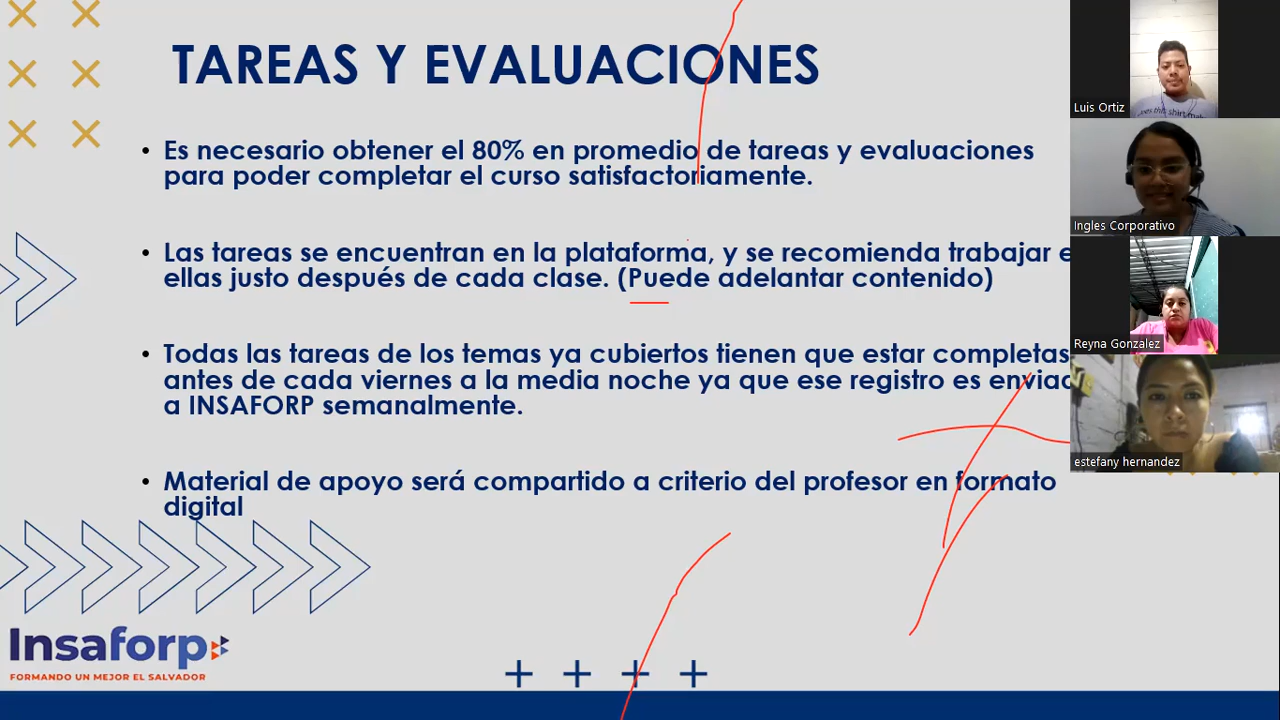 TAREAS Y EVALUACIONES
• Es necesario obtener el 80% en promedio de tareas y evaluaciones
para poder completar el curso satisfactoriamente.
• Las tareas se encuentran en la plataforma, y se recomienda trabajar e
ellas justo después de cada clase. (Puede adelantar contenido)
• Todas las tareas de los temas ya cubiertos tienen que estar completas
antes de cada viernes a la media noche ya que ese registro es enviad
a INSAFORP semanalmente.
• Material de apoyo será compartido a criterio del profesor en formato
digital
Insaforp
FORMANDO UN MEJOR EL SALVADOR
Luis Ortiz
Ingles Corporativo
Reyna Gonzalez
estefany hernandez